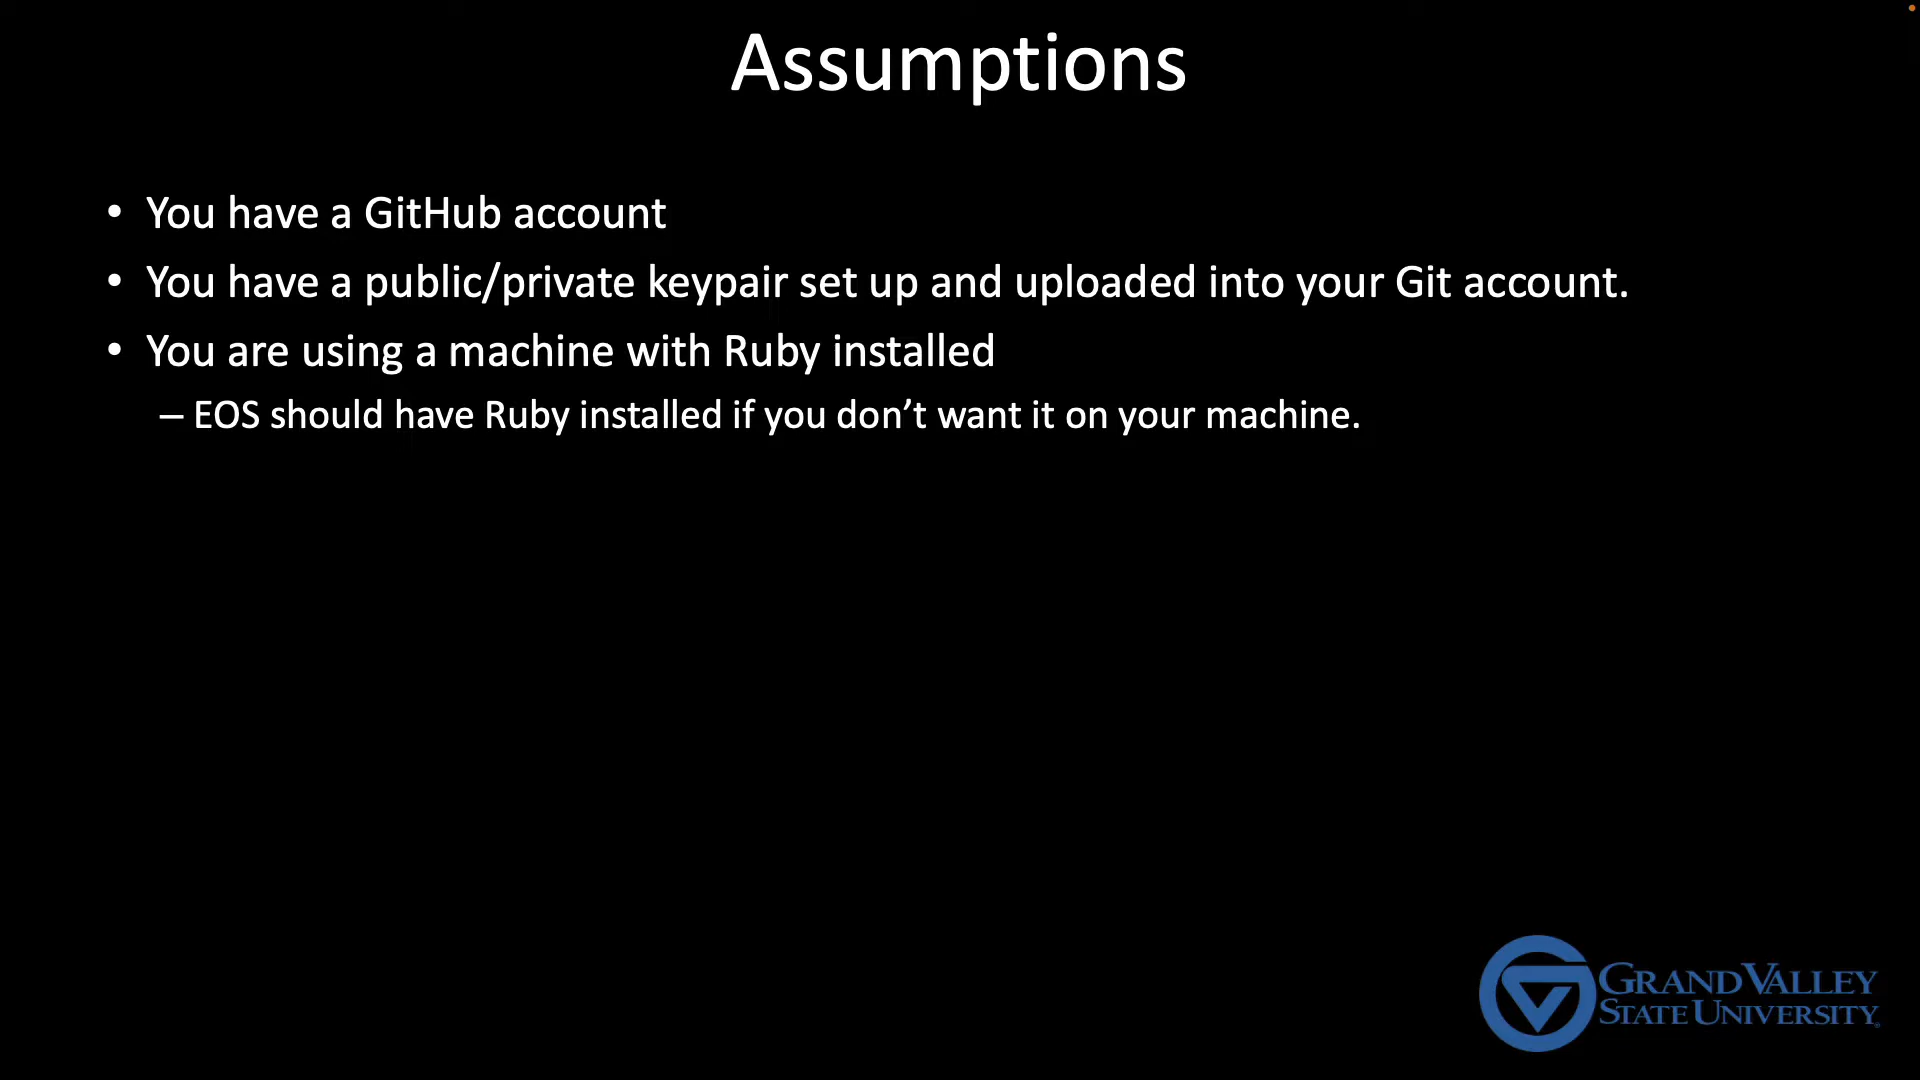 Assumptions
• You have a GitHub account
• You have a public/private keypair set up and uploaded into your Git account.
• You are using a machine with Ruby installed
– EOS should have Ruby installed if you don’t want it on your machine.
GRAND VALLEY
STATE UNIVERSITY